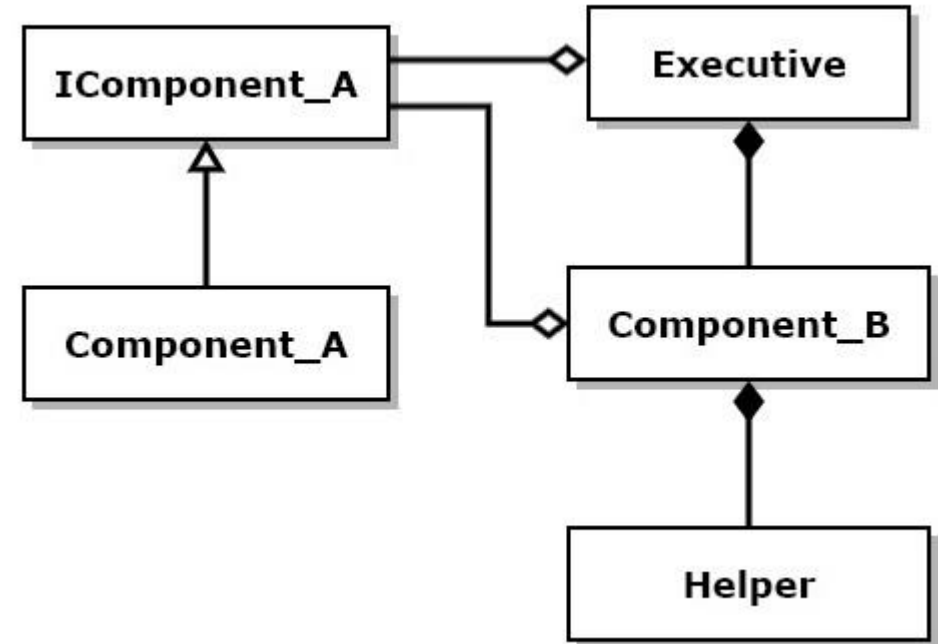 IComponent_A
Executive
Component_A
Component_B
Helper